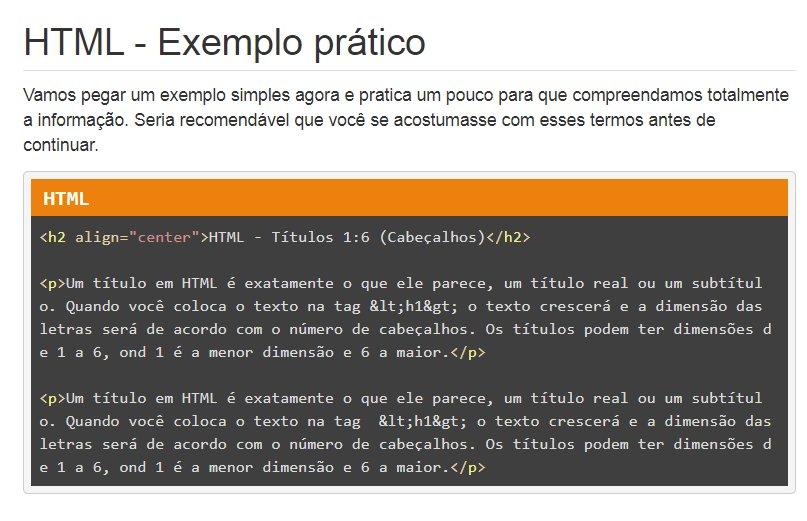 HTML - Exemplo prático
Vamos pegar um exemplo simples agora e pratica um pouco para que compreendamos totalmente
a informação. Seria recomendável que você se acostumasse com esses termos antes de
continuar.
HTML
<h2 align="center">HTML - Títulos 1:6 (Cabeçalhos)</h2>
<p>Um título em HTML é exatamente o que ele parece, um título real ou um subtítul
o. Quando você coloca o texto na tag &lt;h1&gt; o texto crescerá e a dimensão das
letras será de acordo com o número de cabeçalhos. Os títulos podem ter dimensões d
e 1 a 6, ond 1 é a menor dimensão e 6 a maior.</p>
<p>Um título em HTML é exatamente o que ele parece, um título real ou um subtítul
o. Quando você coloca o texto na tag  &lt;h1&gt; o texto crescerá e a dimensão das
letras será de acordo com o número de cabeçalhos. Os títulos podem ter dimensões d
e 1 a 6, ond 1 é a menor dimensão e 6 a maior.</p>